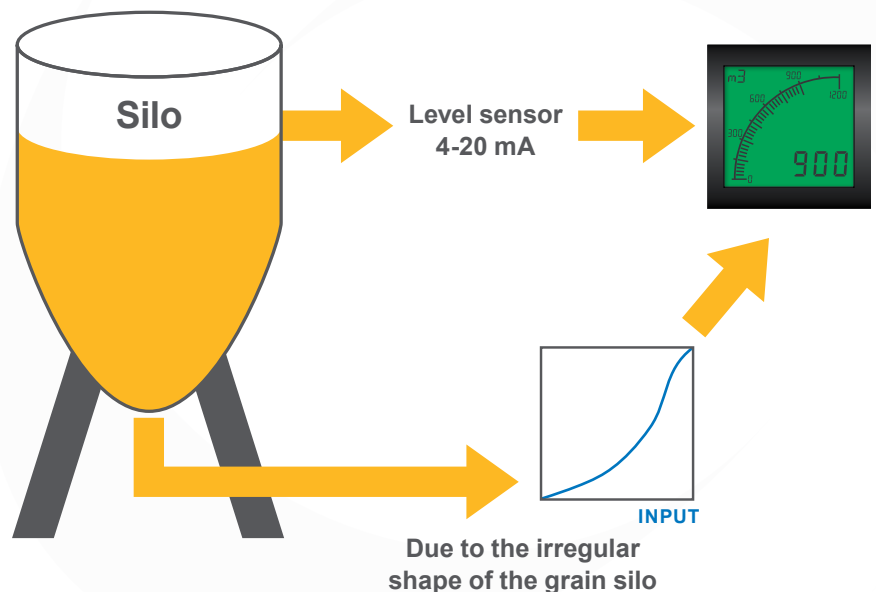 Silo
Level sensor
4-20 mA
m3
0
300
600
900
1200
900
INPUT
Due to the irregular
shape of the grain silo